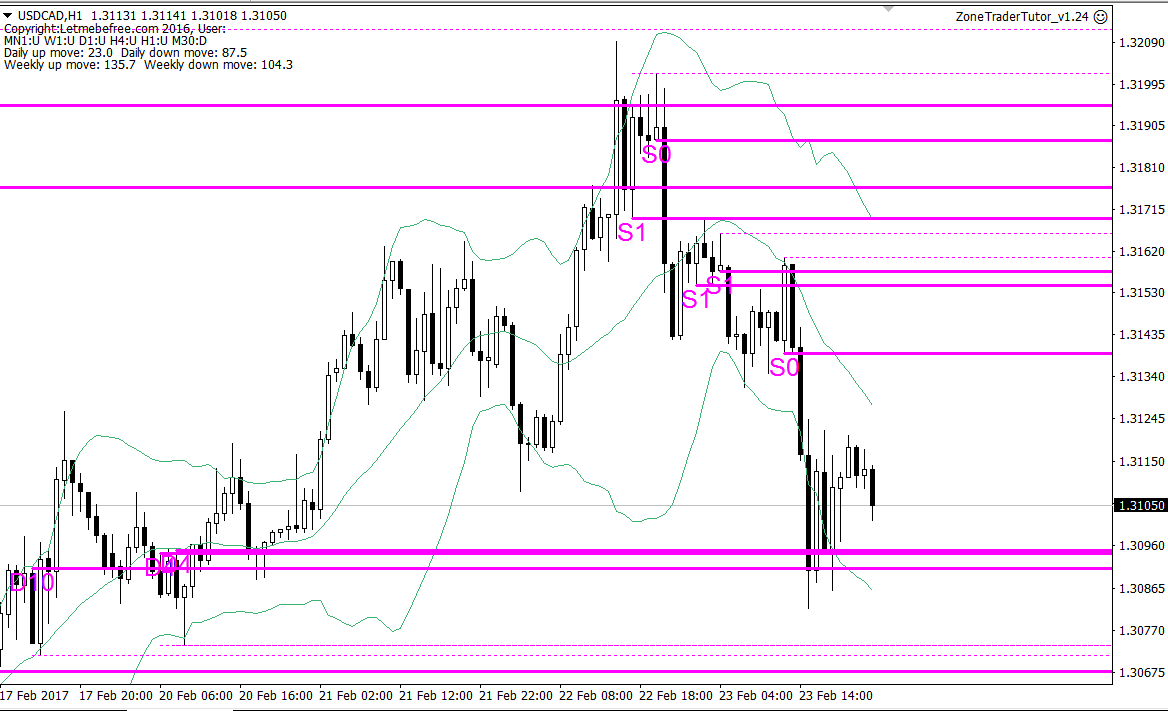 USDCAD,H1 1.31131 1.31141 1.31018 1.31050
ZoneTraderTutor_v1.24
Copyright:Letmebefree.com 2016, User:
MN1:U W1:U D1:U H4:U H1:U M30:D
Daily up move: 23.0 Daily down move: 87.5
Weekly up move: 135.7 Weekly down move: 104.3
1.32090
1.31995
1.31905
S0
1.31810
1.31715
S1
1.31620
S1
1.31530
S1
1.31435
S0
1.31340
1.31245
1.31150
1.31050
1.30960
D10
1.30865
1.30770
1.30675
17 Feb 2017 17 Feb 20:00 20 Feb 06:00 20 Feb 16:00 21 Feb 02:00 21 Feb 12:00 21 Feb 22:00 22 Feb 08:00 22 Feb 18:00 23 Feb 04:00 23 Feb 14:00